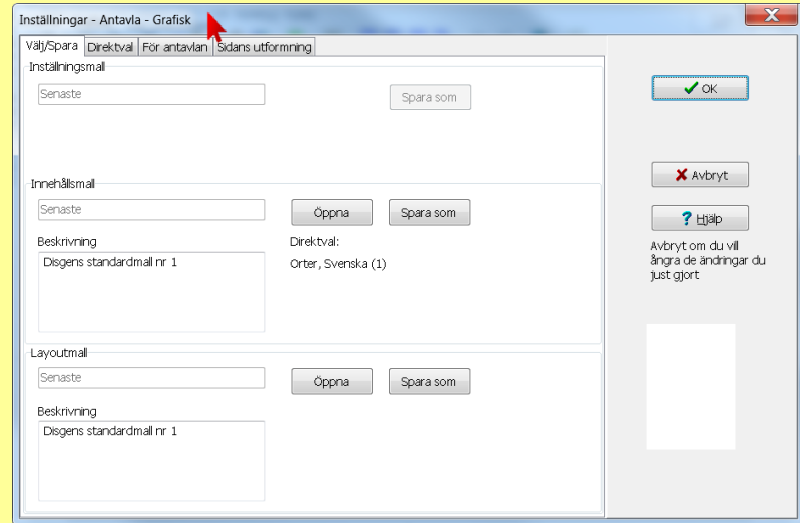 Inställningar - Antavla - Grafisk
Välj/Spara Direktval För antavlan Sidans utformning
Inställningsmall
Senaste
Spara som
OK
Innehållsmall
Senaste
Öppna
Spara som
Avbryt
Hjälp
Beskrivning
Direktval:
Disgens standardmall nr 1
Orter, Svenska (1)
Avbryt om du vill
ångra de ändringar du
just gjort
Layoutmall
Senaste
Öppna
Spara som
Beskrivning
Disgens standardmall nr 1